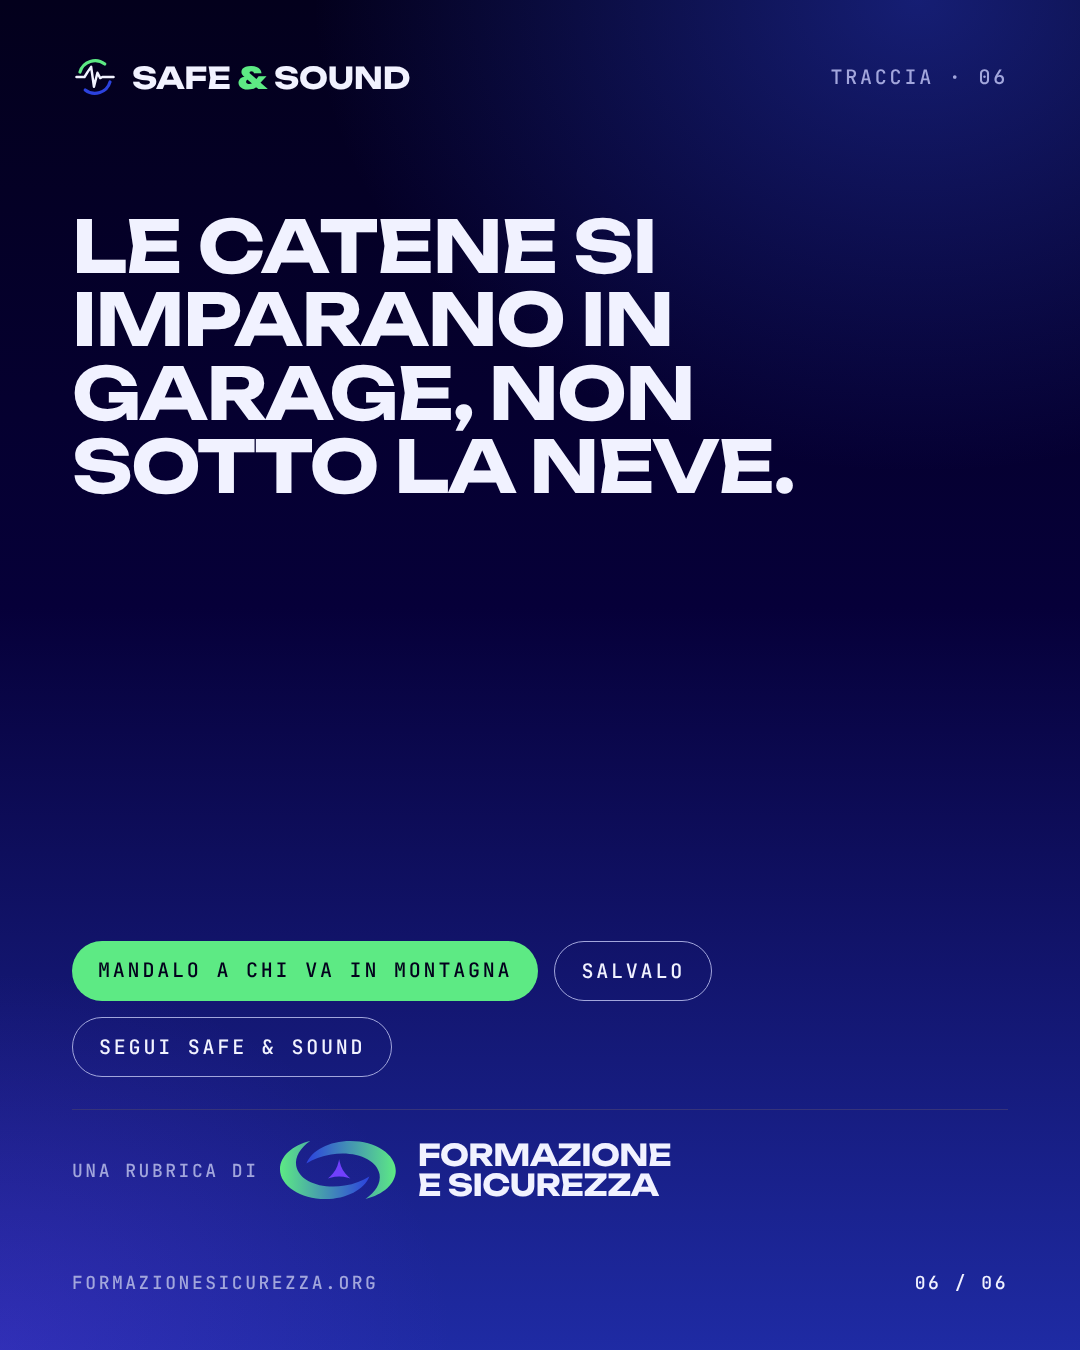 SAFE & SOUND
TRACCIA · 06
LE CATENE SI
IMPARANO IN
GARAGE, NON
SOTTO LA NEVE.
MANDALO A CHI VA IN MONTAGNA
SALVALO
SEGUI SAFE & SOUND
UNA RUBRICA DI
FORMAZIONE
E SICUREZZA
FORMAZIONESICUREZZA.ORG
06 / 06